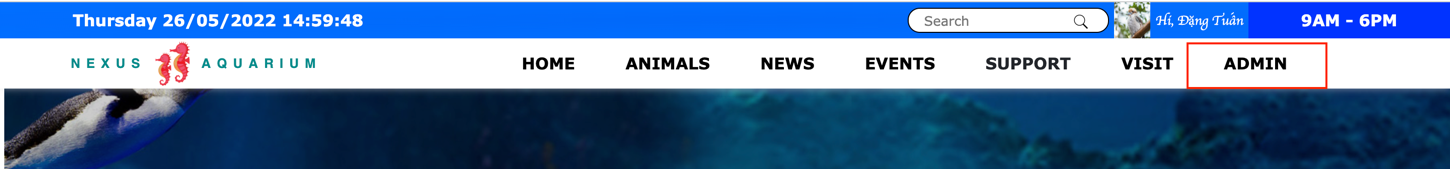 Thursday 26/05/2022 14:59:48
Search
Hi, Đặng Tuấn
9AM - 6PM
NEXUS AQUARIUM
HOME ANIMALS NEWS EVENTS SUPPORT VISIT ADMIN